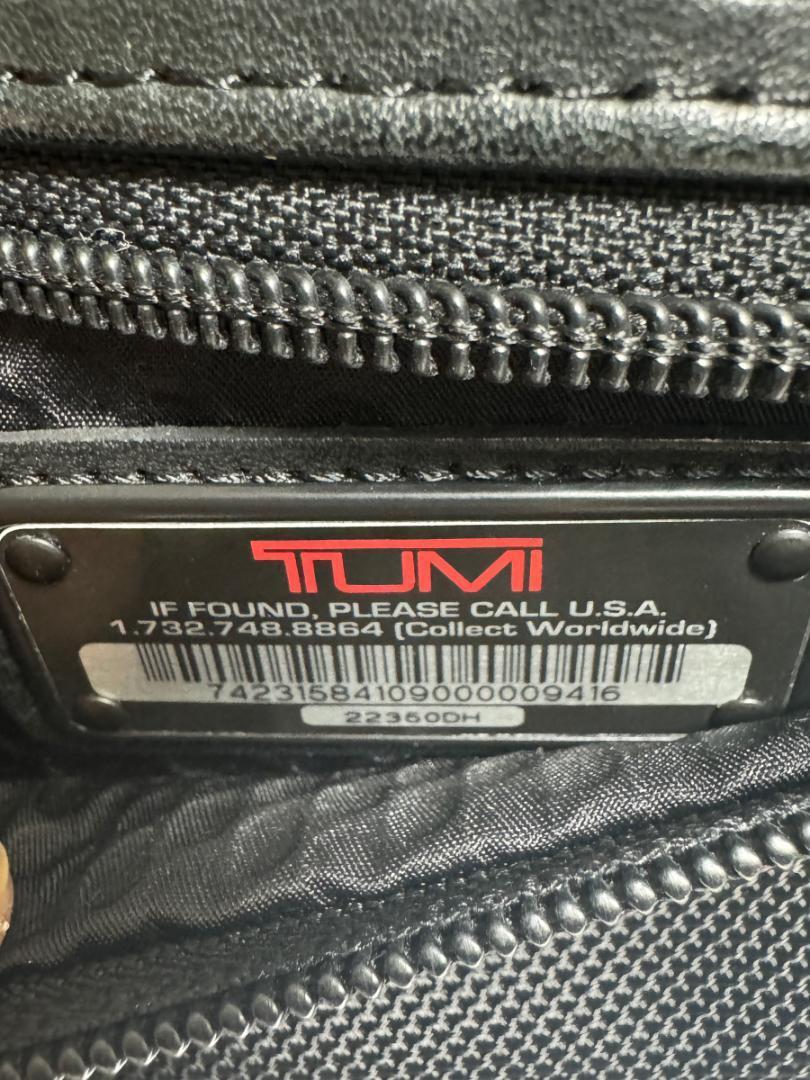 TUMI
IF FOUND, PLEASE CALL U.S.A.
1.732.748.8864 (Collect Worldwide)
74231584109000009416
22350DH